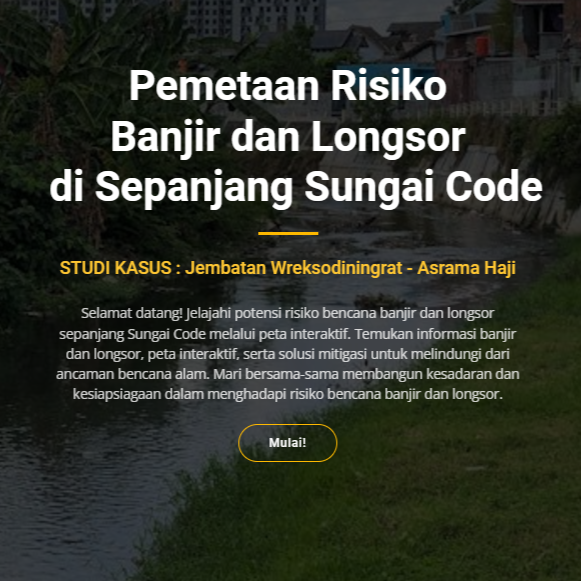 Pemetaan Risiko
Banjir dan Longsor
di Sepanjang Sungai Code
STUDI KASUS : Jembatan Wreksodiningrat - Asrama Haji
Selamat datang! Jelajahi potensi risiko bencana banjir dan longsor
sepanjang Sungai Code melalui peta interaktif. Temukan informasi banjir
dan longsor, peta interaktif, serta solusi mitigasi untuk melindungi dari
ancaman bencana alam. Mari bersama-sama membangun kesadaran dan
kesiapsiagaan dalam menghadapi risiko bencana banjir dan longsor.
Mulai!